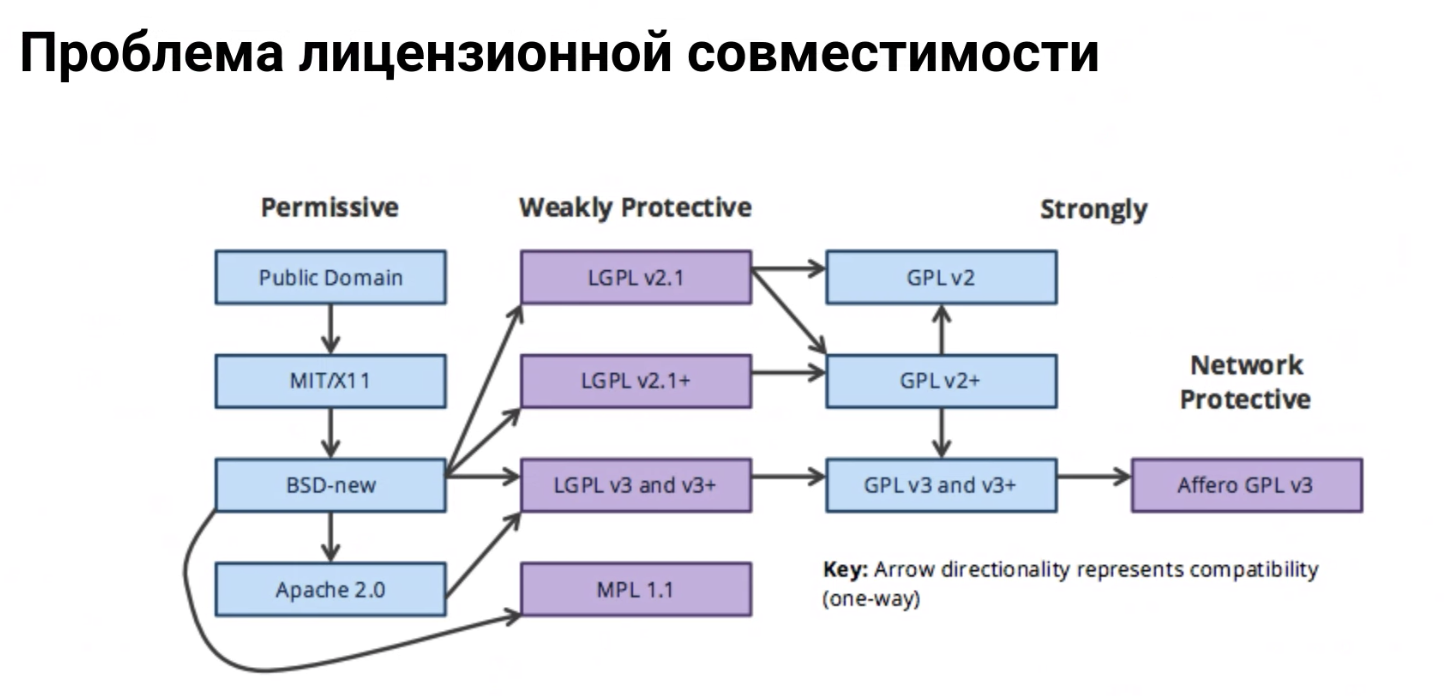 Проблема лицензионной совместимости
Permissive
Weakly Protective
Strongly
Public Domain
LGPL v2.1
GPL v2
MIT/X11
LGPL v2.1+
GPL v2+
Network
Protective
BSD-new
LGPL v3 and v3+
GPL v3 and v3+
Affero GPL v3
Apache 2.0
MPL 1.1
Key: Arrow directionality represents compatibility
(one-way)